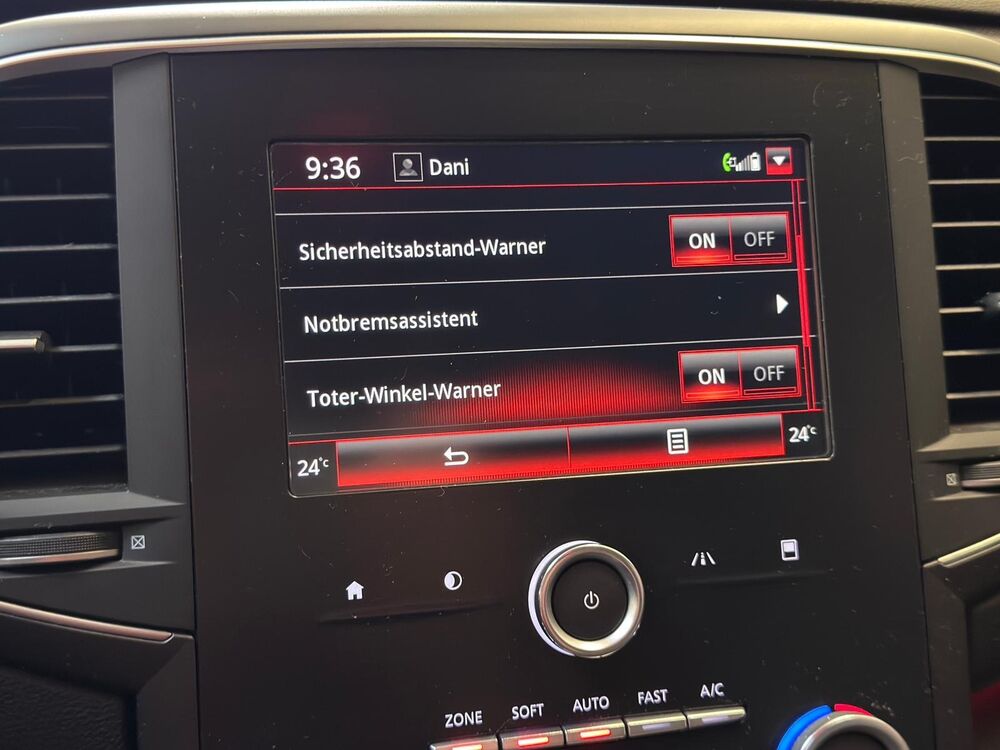 9:36 Dani
Sicherheitsabstand-Warner ON OFF
Notbremsassistent
Toter-Winkel-Warner ON OFF
24°C 24°C
ZONE SOFT AUTO FAST A/C